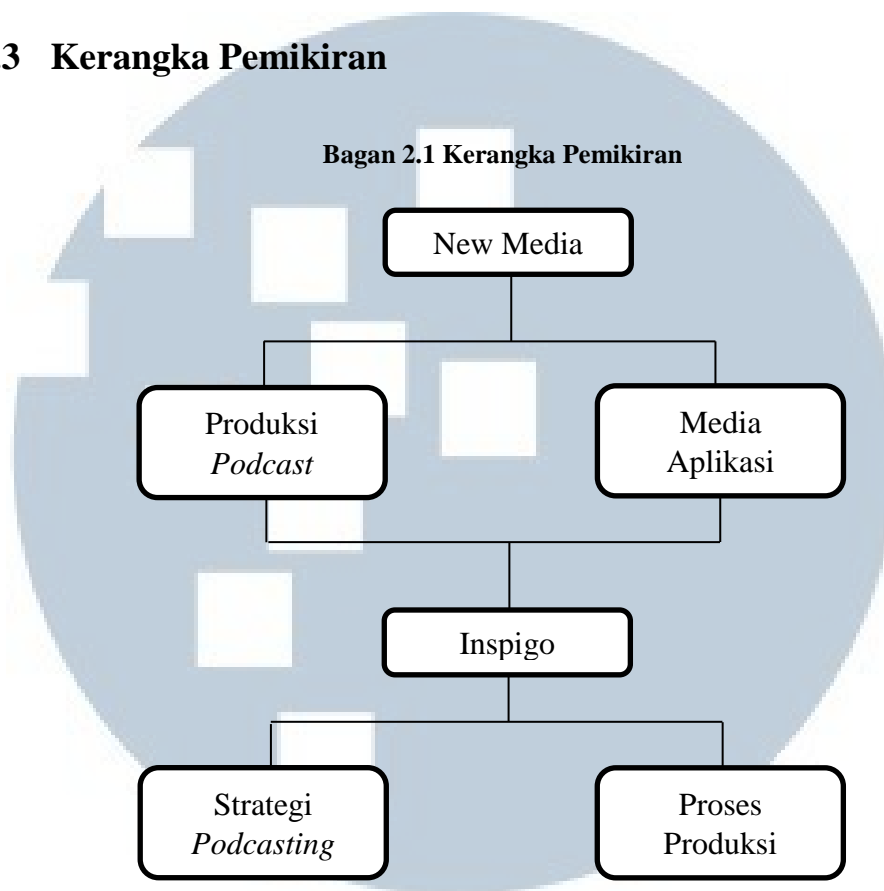 .3 Kerangka Pemikiran
Bagan 2.1 Kerangka Pemikiran
New Media
Produksi
Podcast
Media
Aplikasi
Inspigo
Strategi
Podcasting
Proses
Produksi